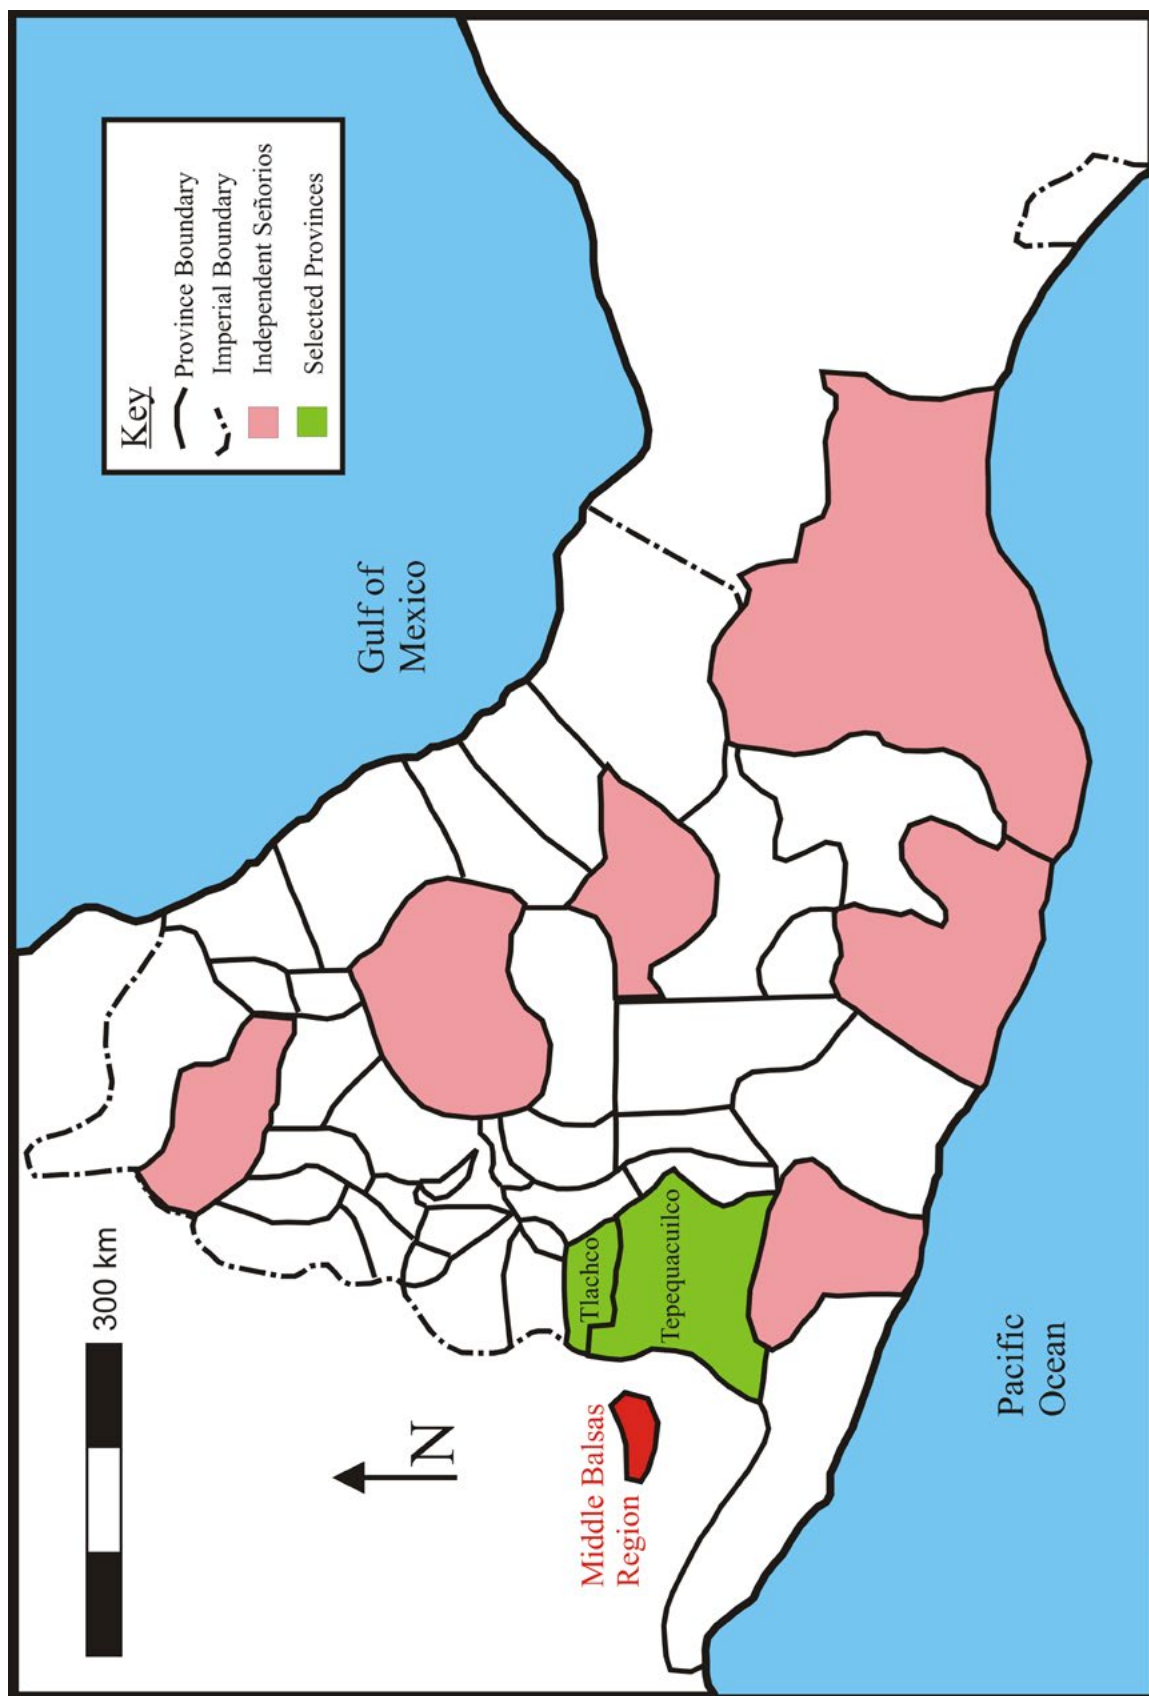 Key
Province Boundary
Imperial Boundary
Independent Señorios
Selected Provinces
300 km
N
Gulf of
Mexico
Tlachco
Tepequacuilco
Middle Balsas
Region
Pacific
Ocean